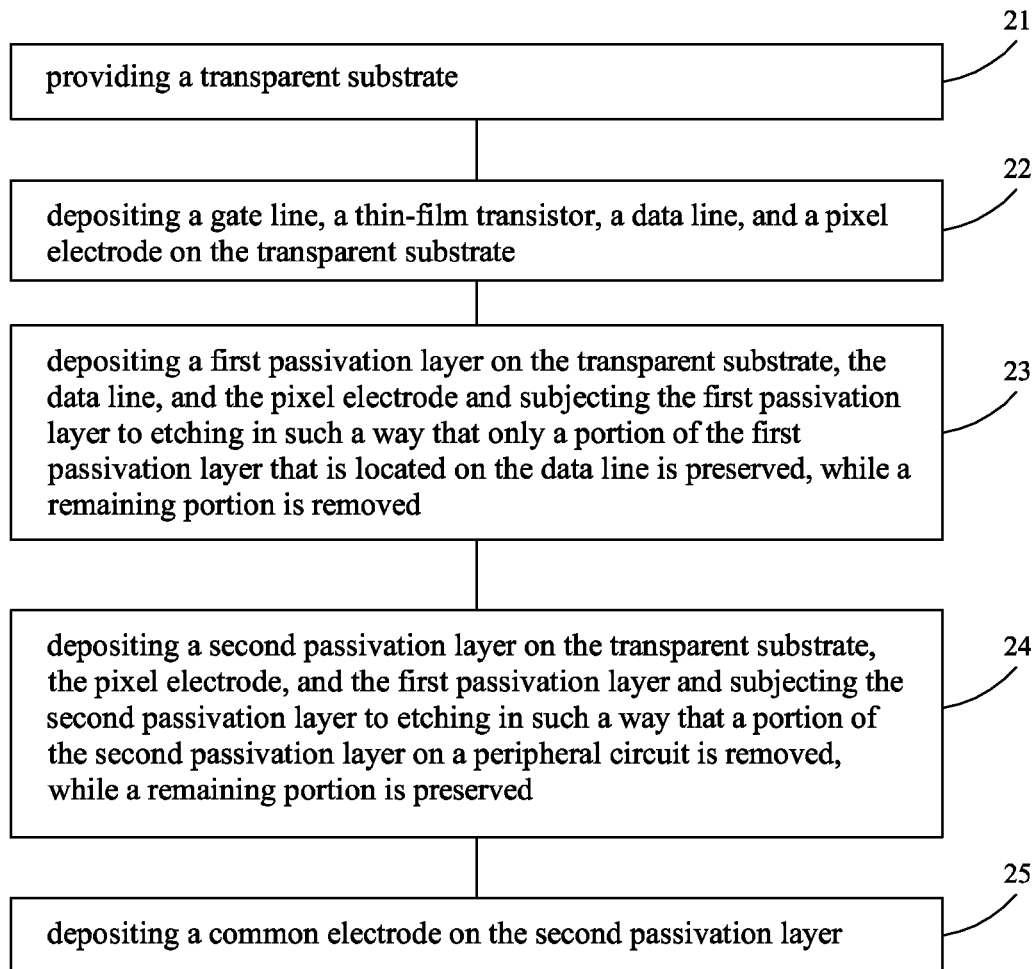 21
providing a transparent substrate
22
depositing a gate line, a thin-film transistor, a data line, and a pixel
electrode on the transparent substrate
23
depositing a first passivation layer on the transparent substrate, the
data line, and the pixel electrode and subjecting the first passivation
layer to etching in such a way that only a portion of the first
passivation layer that is located on the data line is preserved, while a
remaining portion is removed
24
depositing a second passivation layer on the transparent substrate,
the pixel electrode, and the first passivation layer and subjecting the
second passivation layer to etching in such a way that a portion of
the second passivation layer on a peripheral circuit is removed,
while a remaining portion is preserved
25
depositing a common electrode on the second passivation layer